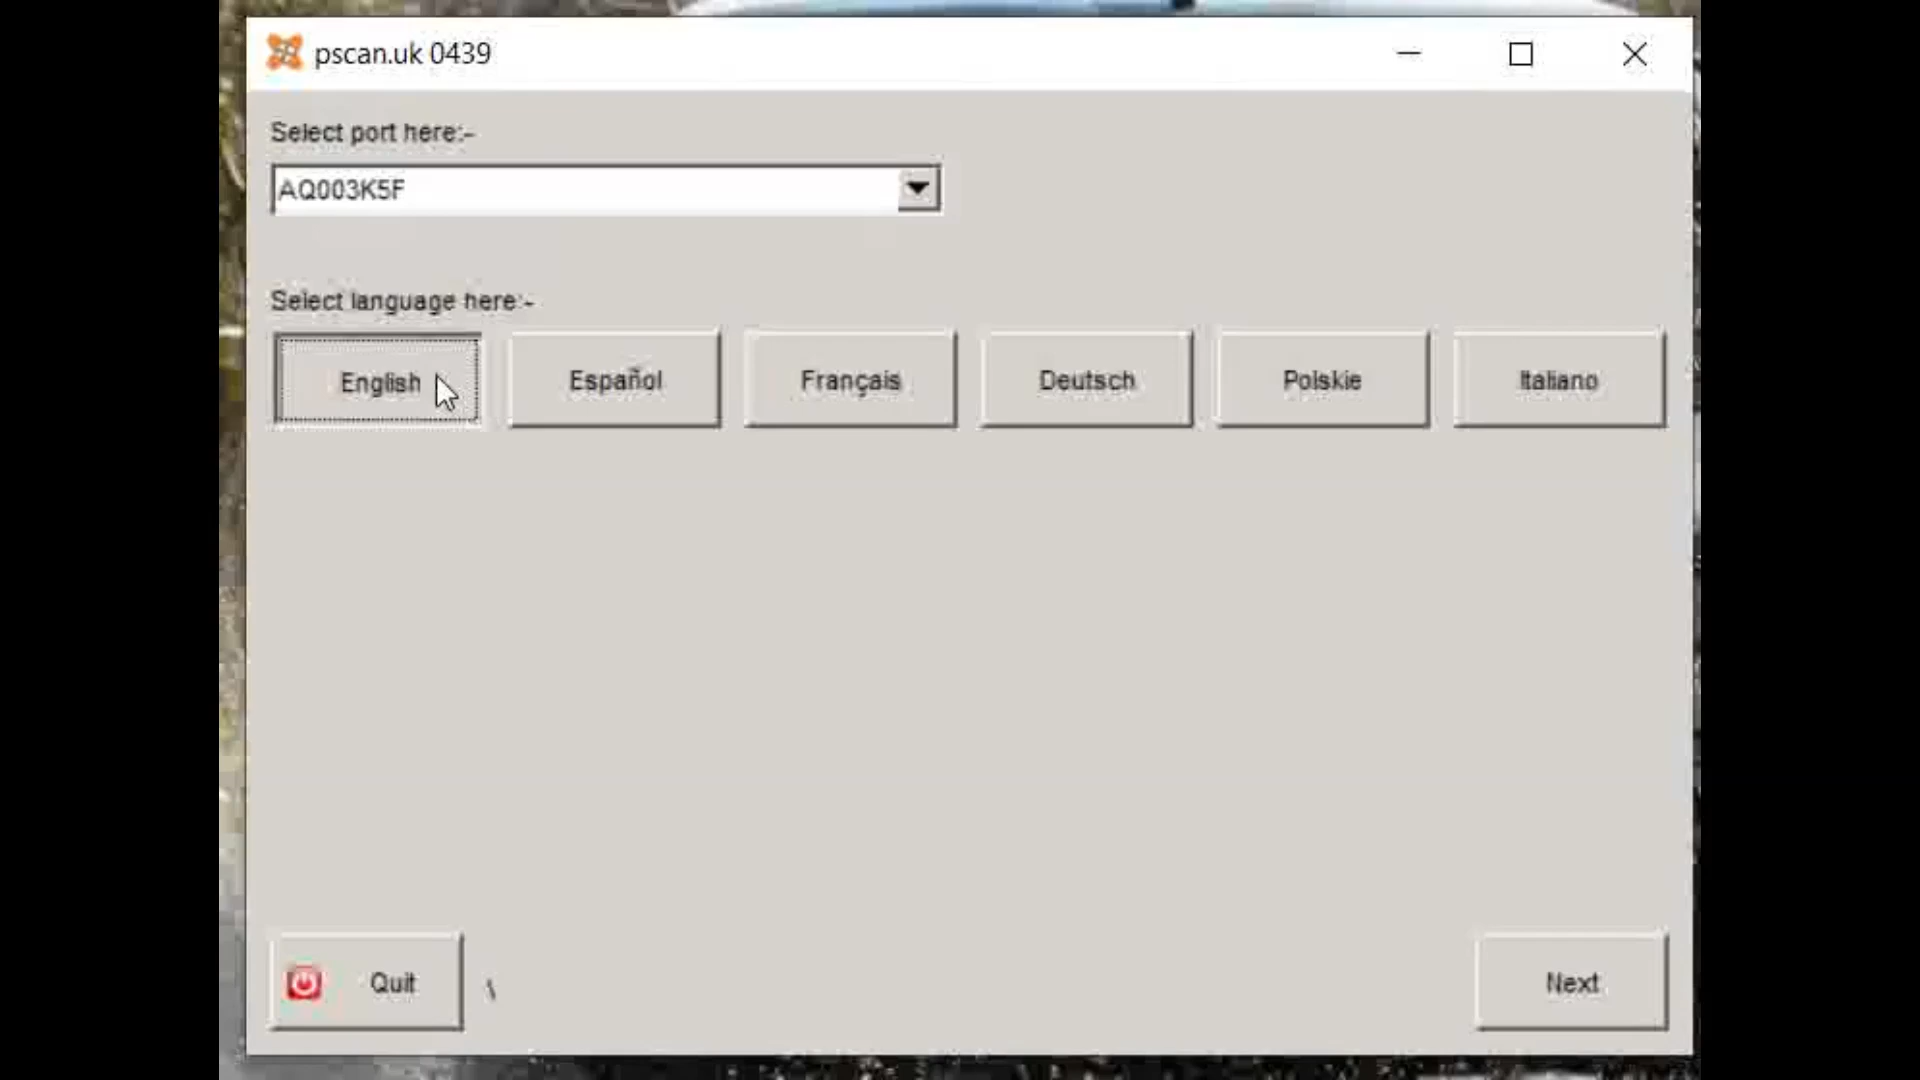 pscan.uk 0439
Select port here:-
AQ003K5F
Select language here:-
English Español Français Deutsch Polskie Italiano
Quit \ Next